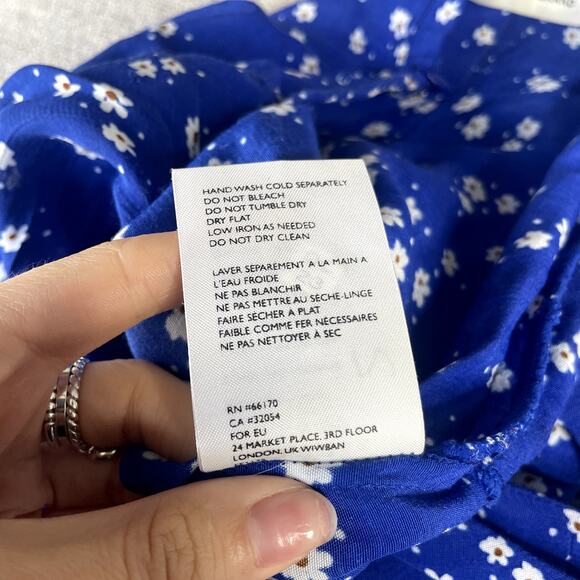 HAND WASH COLD SEPARATELY
DO NOT BLEACH
DO NOT TUMBLE DRY
DRY FLAT
LOW IRON AS NEEDED
DO NOT DRY CLEAN
LAVER SEPAREMENT A LA MAIN A
L'EAU FROIDE
NE PAS BLANCHIR
NE PAS METTRE AU SÈCHE-LINGE
FAIRE SÉCHER À PLAT
FAIBLE COMME FER NÉCESSAIRES
NE PAS NETTOYER À SEC
RN #66170
CA #32054
FOR EU
24 MARKET PLACE, 3RD FLOOR
LONDON, UK WIW8AN